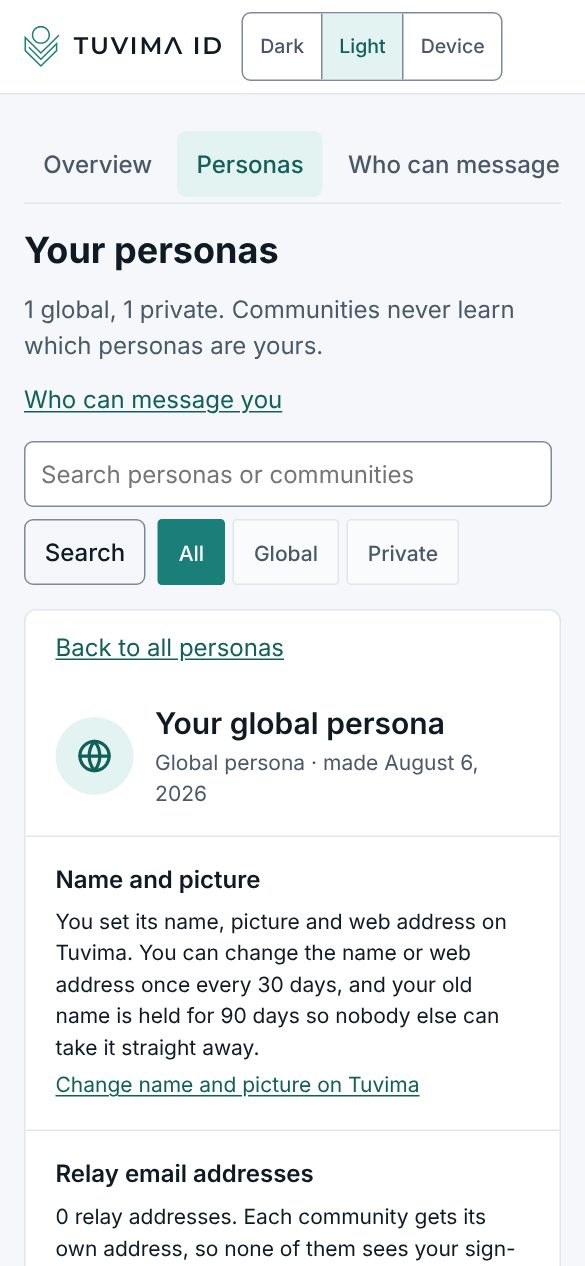 TUVIMA ID
Dark
Light
Device
Overview
Personas
Who can message
Your personas
1 global, 1 private. Communities never learn
which personas are yours.
Who can message you
Search personas or communities
Search
All
Global
Private
Back to all personas
Your global persona
Global persona · made August 6,
2026
Name and picture
You set its name, picture and web address on
Tuvima. You can change the name or web
address once every 30 days, and your old
name is held for 90 days so nobody else can
take it straight away.
Change name and picture on Tuvima
Relay email addresses
0 relay addresses. Each community gets its
own address, so none of them sees your sign-